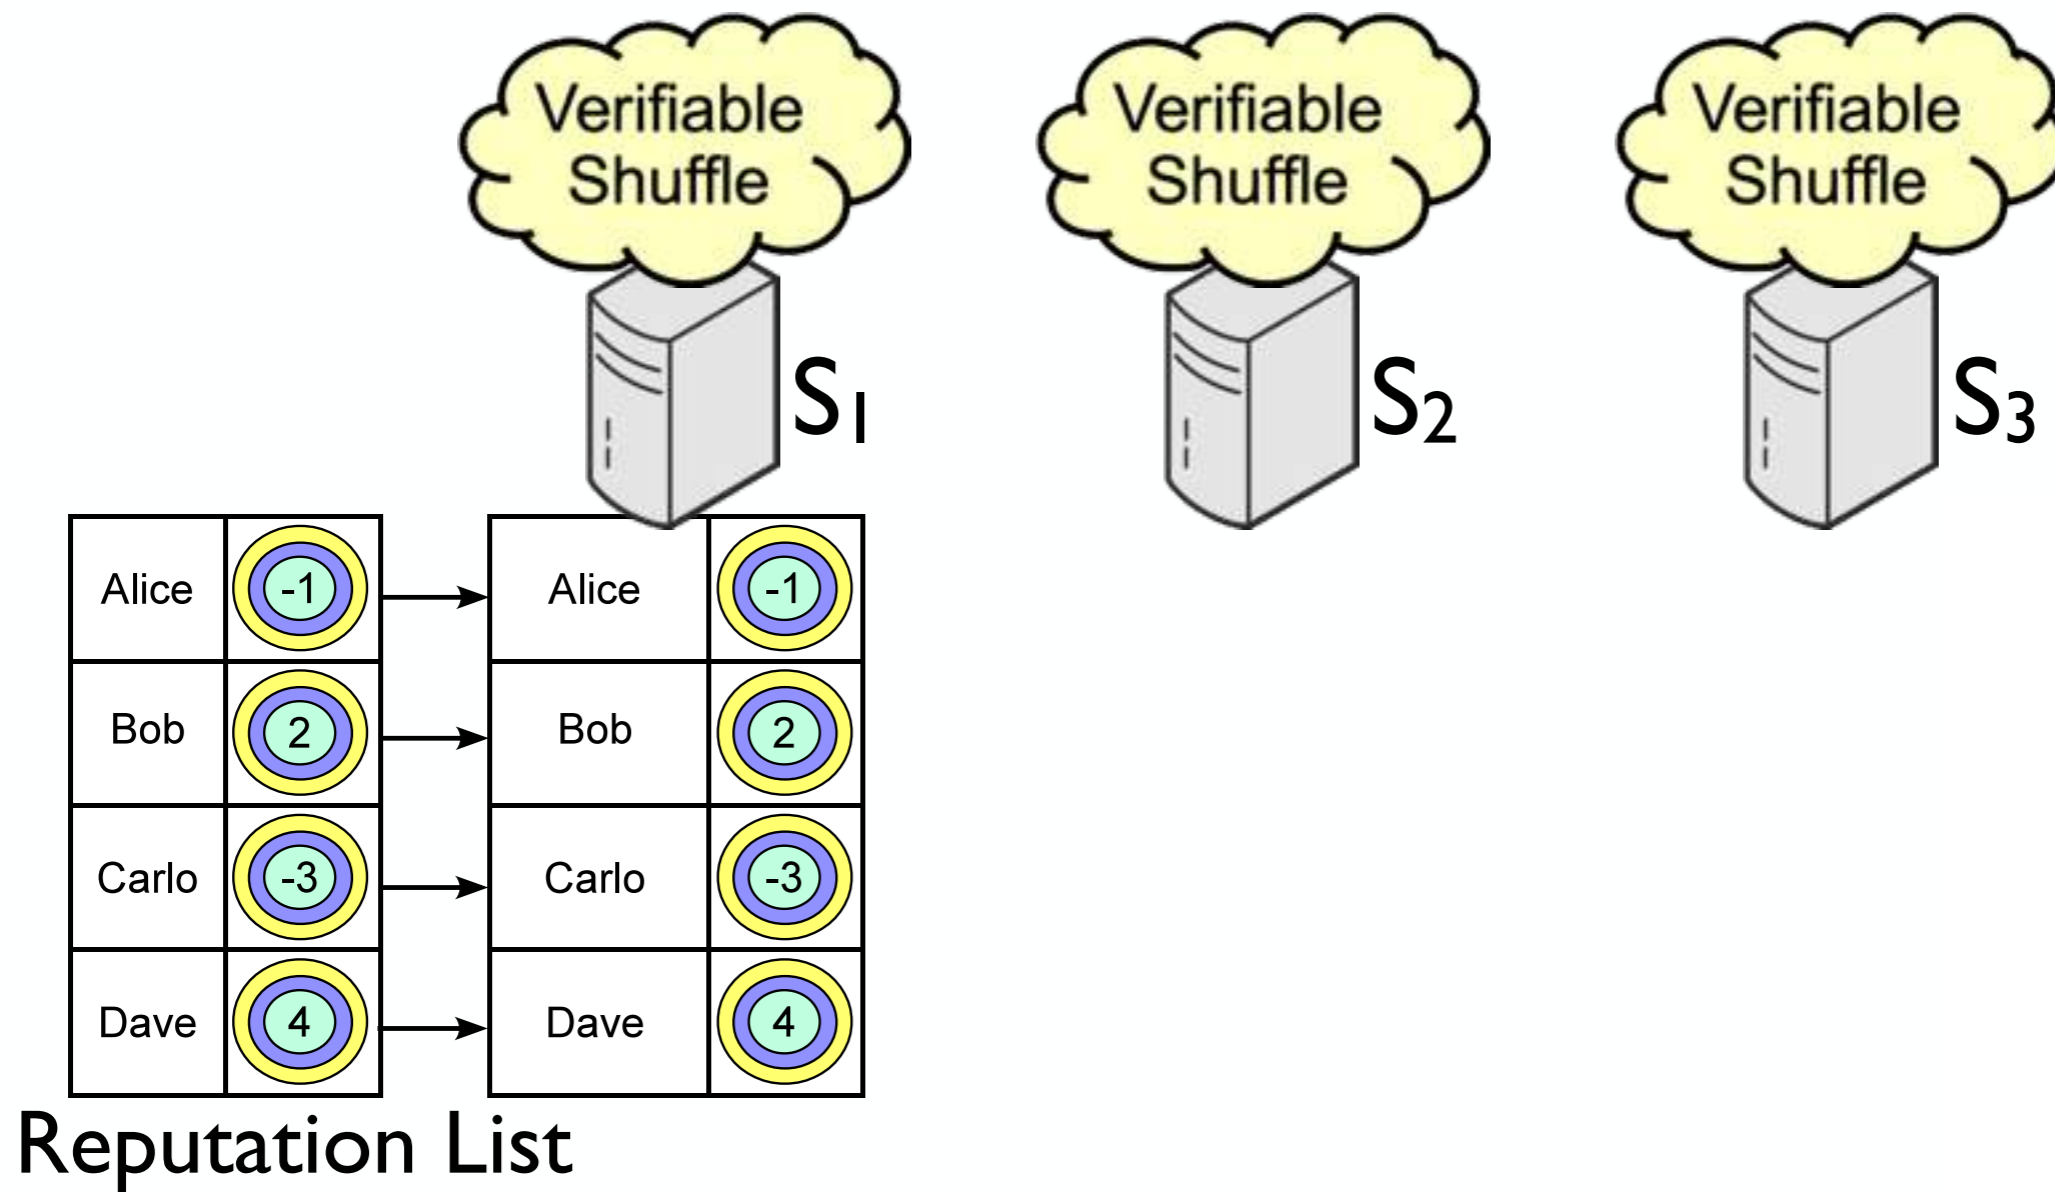 Verifiable
Shuffle
Verifiable
Shuffle
Verifiable
Shuffle
S1
S2
S3
Alice -1 Alice -1
Bob 2 Bob 2
Carlo -3 Carlo -3
Dave 4 Dave 4
Reputation List